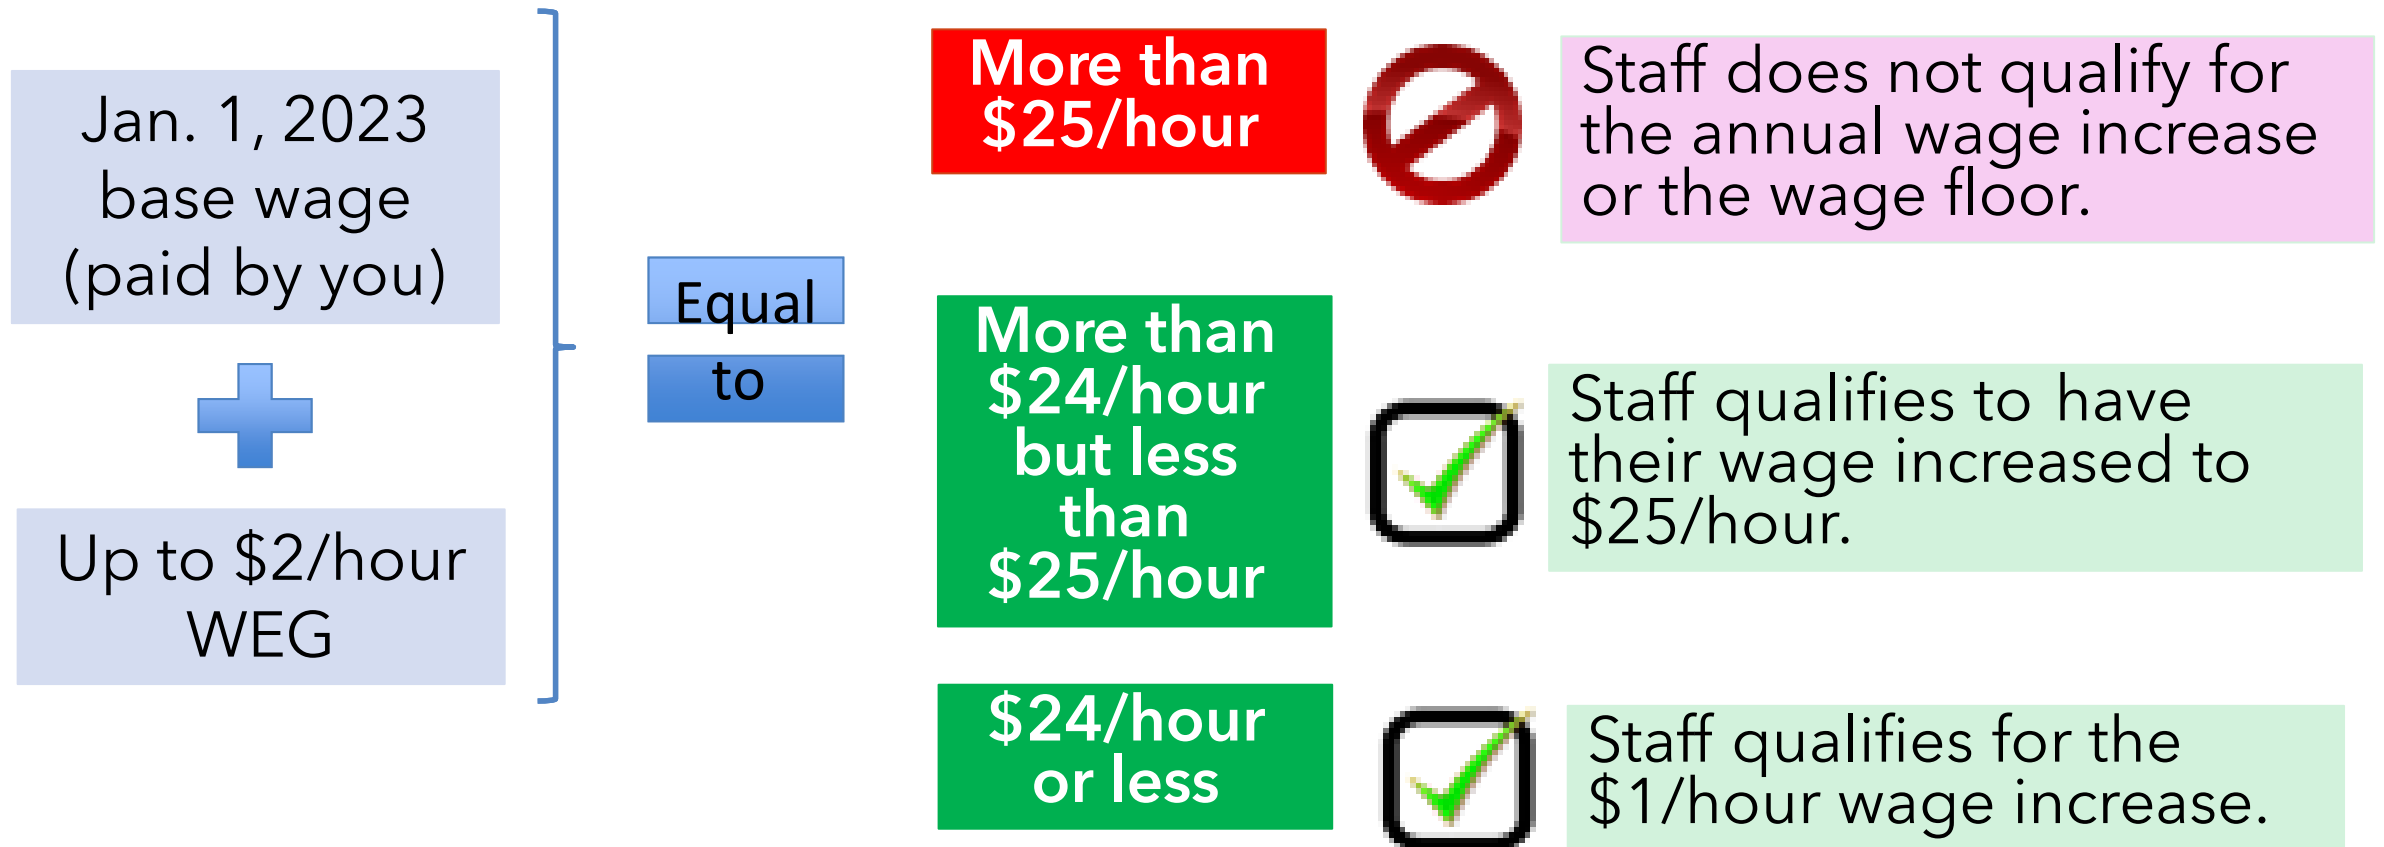 Jan. 1, 2023
base wage
(paid by you)
Up to $2/hour
WEG
Equal
to
More than
$25/hour
Staff does not qualify for
the annual wage increase
or the wage floor.
More than
$24/hour
but less
than
$25/hour
Staff qualifies to have
their wage increased to
$25/hour.
$24/hour
or less
Staff qualifies for the
$1/hour wage increase.